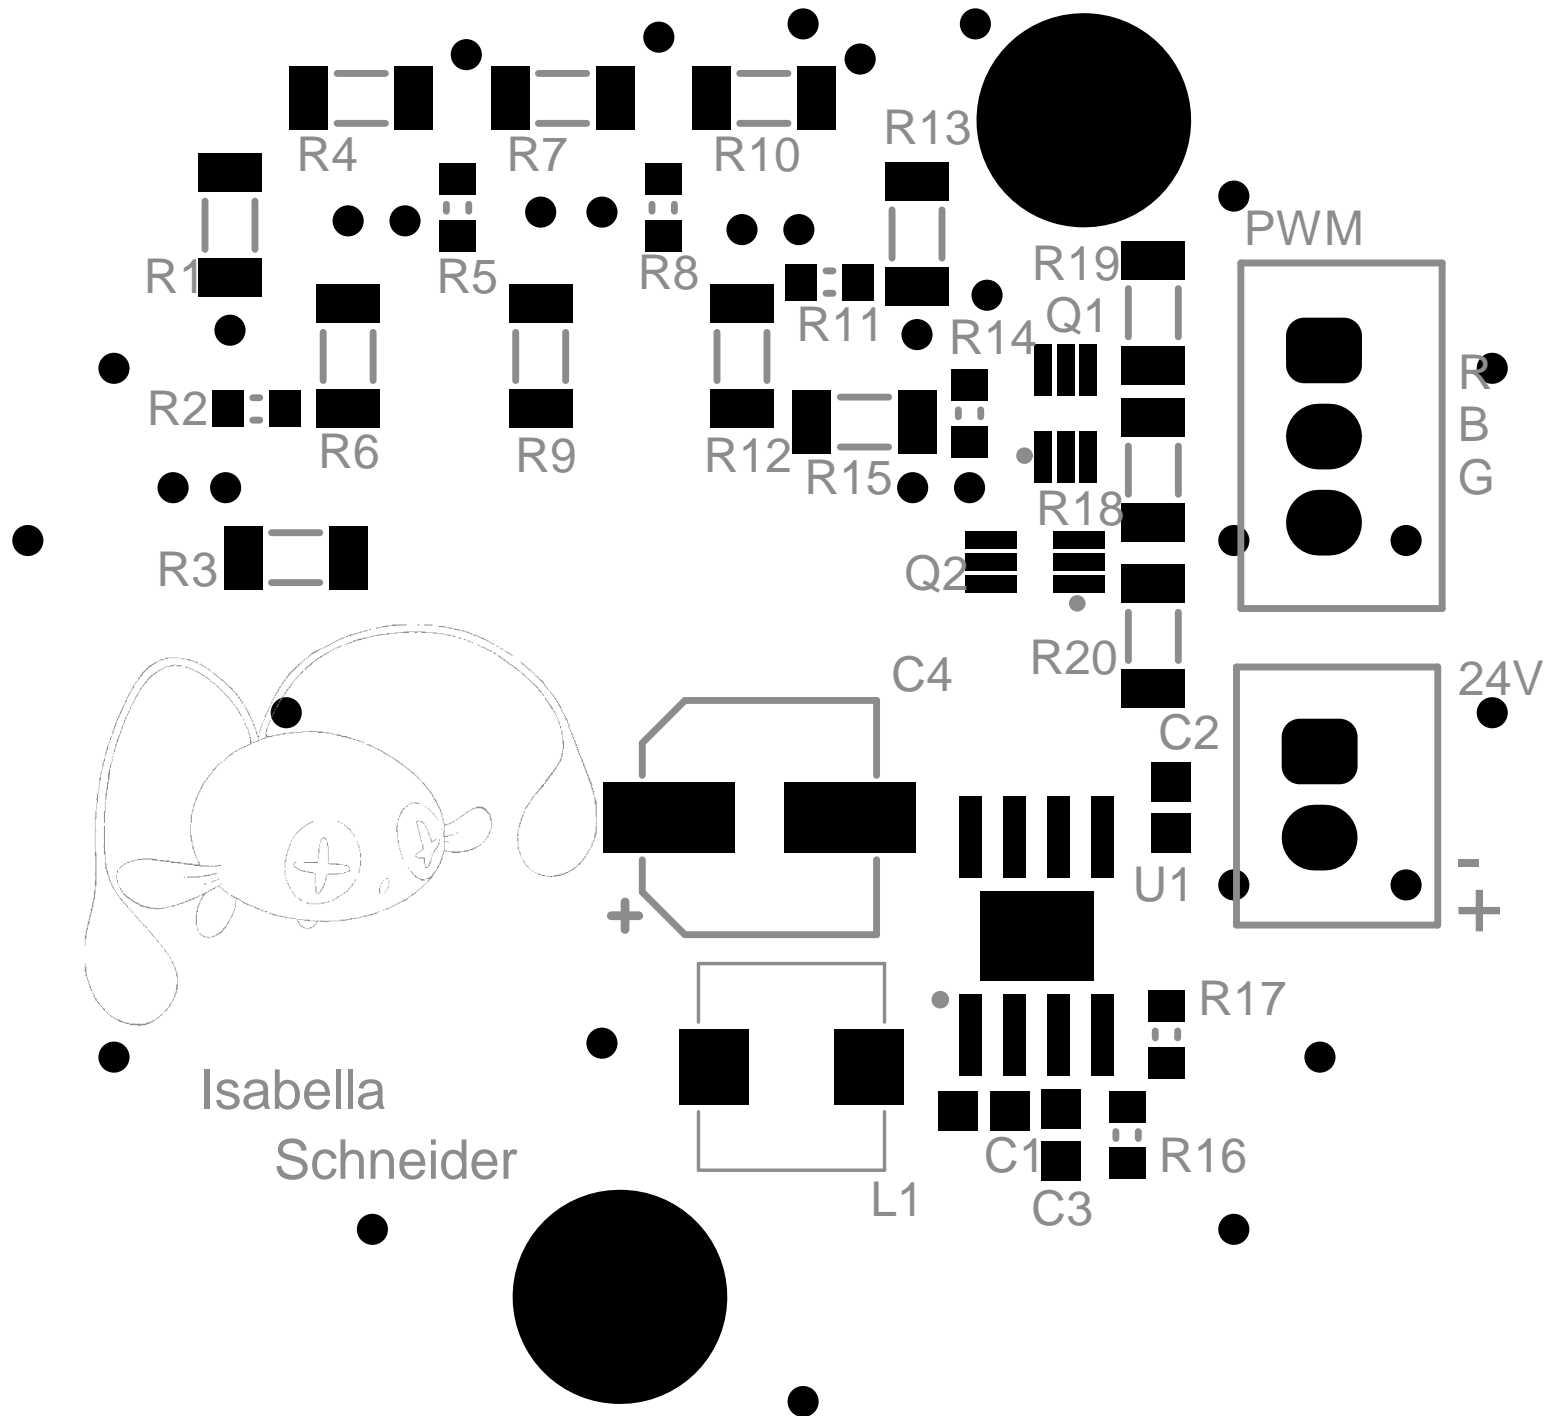 R13
R4
R7
R10
PWM
R19
R1
R5
R8
Q1
R11
R14
R
R2
B
R6
R9
R12
R15
G
R18
R3
Q2
R20
C4
24V
C2
U1
-
+
+
R17
Isabella
Schneider
C1
R16
L1
C3